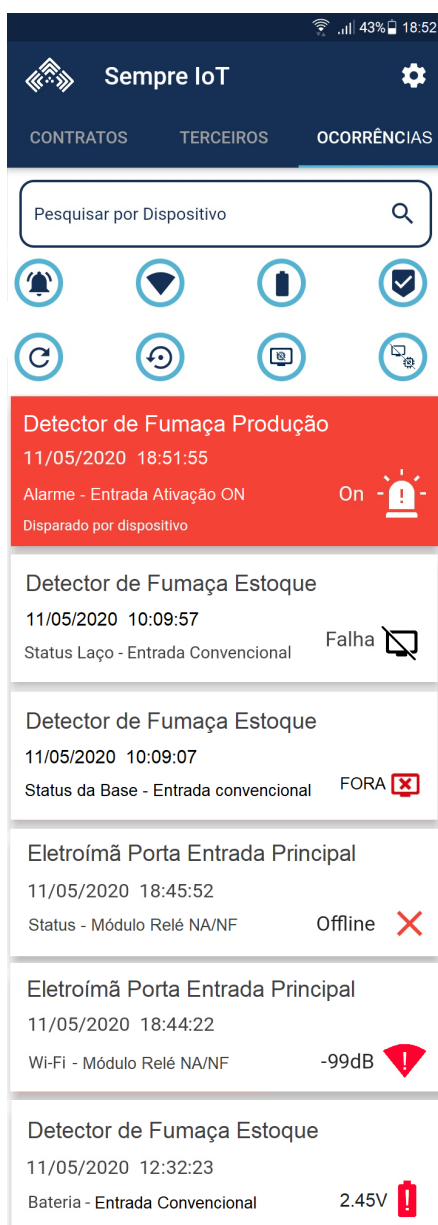 43% 18:52
Sempre IoT
CONTRATOS TERCEIROS OCORRÊNCIAS
Pesquisar por Dispositivo
Detector de Fumaça Produção
11/05/2020 18:51:55
Alarme - Entrada Ativação ON On
Disparado por dispositivo
Detector de Fumaça Estoque
11/05/2020 10:09:57
Status Laço - Entrada Convencional Falha
Detector de Fumaça Estoque
11/05/2020 10:09:07
Status da Base - Entrada convencional FORA
Eletroímã Porta Entrada Principal
11/05/2020 18:45:52
Status - Módulo Relé NA/NF Offline
Eletroímã Porta Entrada Principal
11/05/2020 18:44:22
Wi-Fi - Módulo Relé NA/NF -99dB
Detector de Fumaça Estoque
11/05/2020 12:32:23
Bateria - Entrada Convencional 2.45V